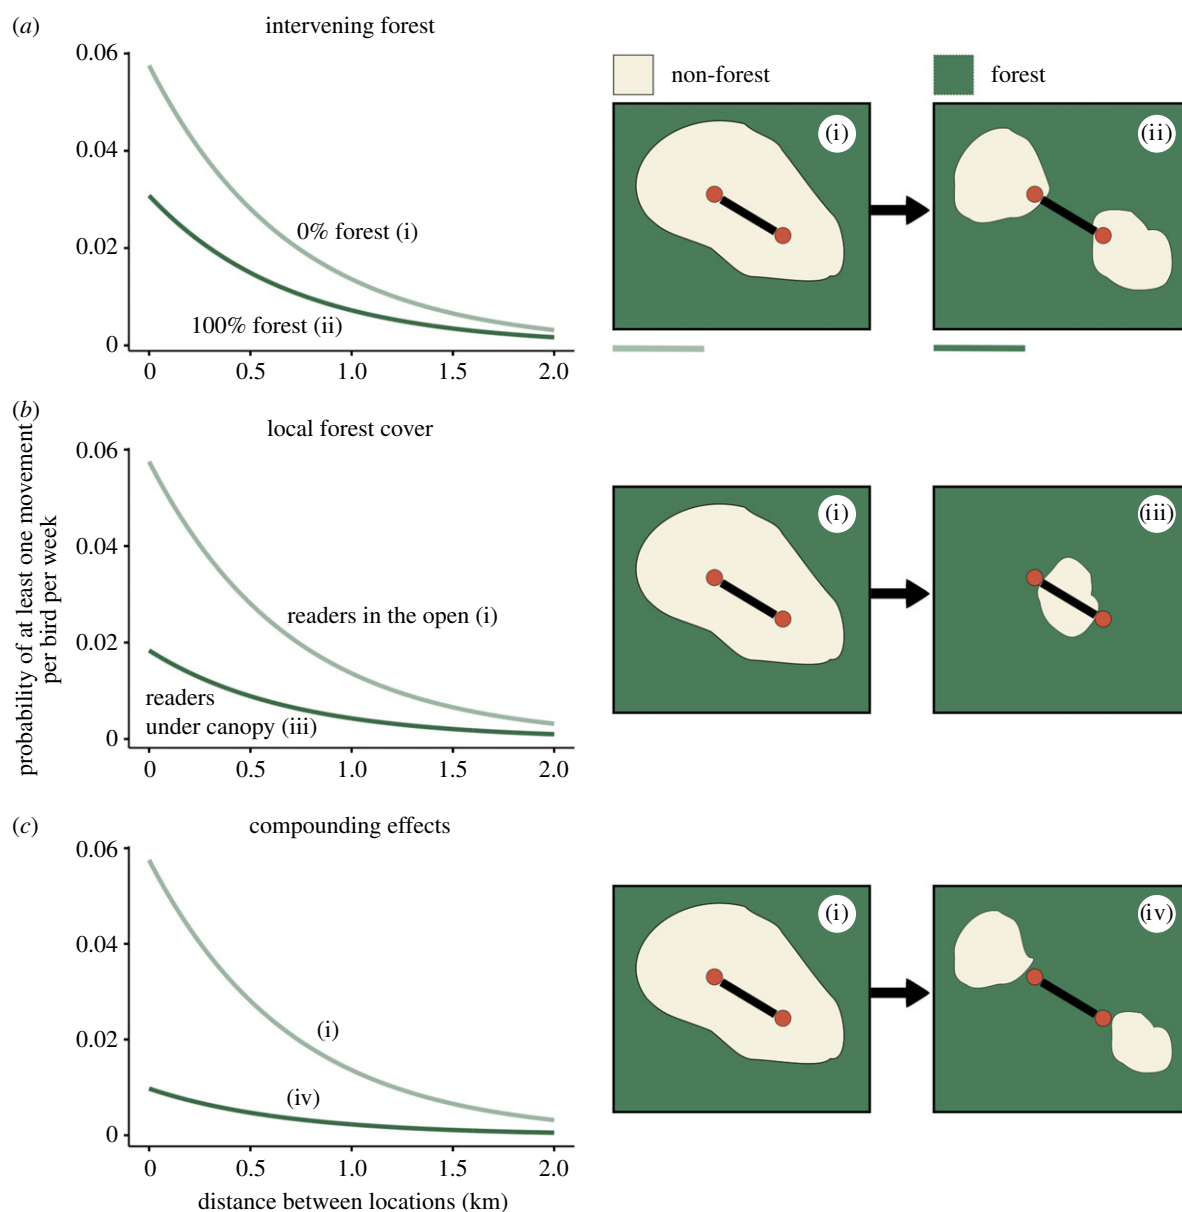 (a)
intervening forest
0.06
0.04
0.02
0
0% forest (i)
100% forest (ii)
0 0.5 1.0 1.5 2.0
non-forest
forest
(i)
(ii)
(b)
local forest cover
probability of at least one movement
per bird per week
0.06
0.04
0.02
0
readers in the open (i)
readers
under canopy (iii)
0 0.5 1.0 1.5 2.0
(i)
(iii)
(c)
compounding effects
0.06
0.04
0.02
0
(i)
(iv)
0 0.5 1.0 1.5 2.0
distance between locations (km)
(i)
(iv)